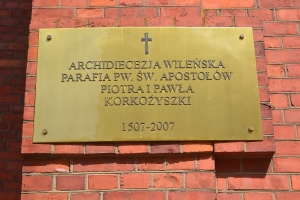 ARCHIDIECEZJA WILEŃSKA
PARAFIA PW. ŚW. APOSTOŁÓW
PIOTRA I PAWŁA
KORKOŻYSZKI
1507-2007